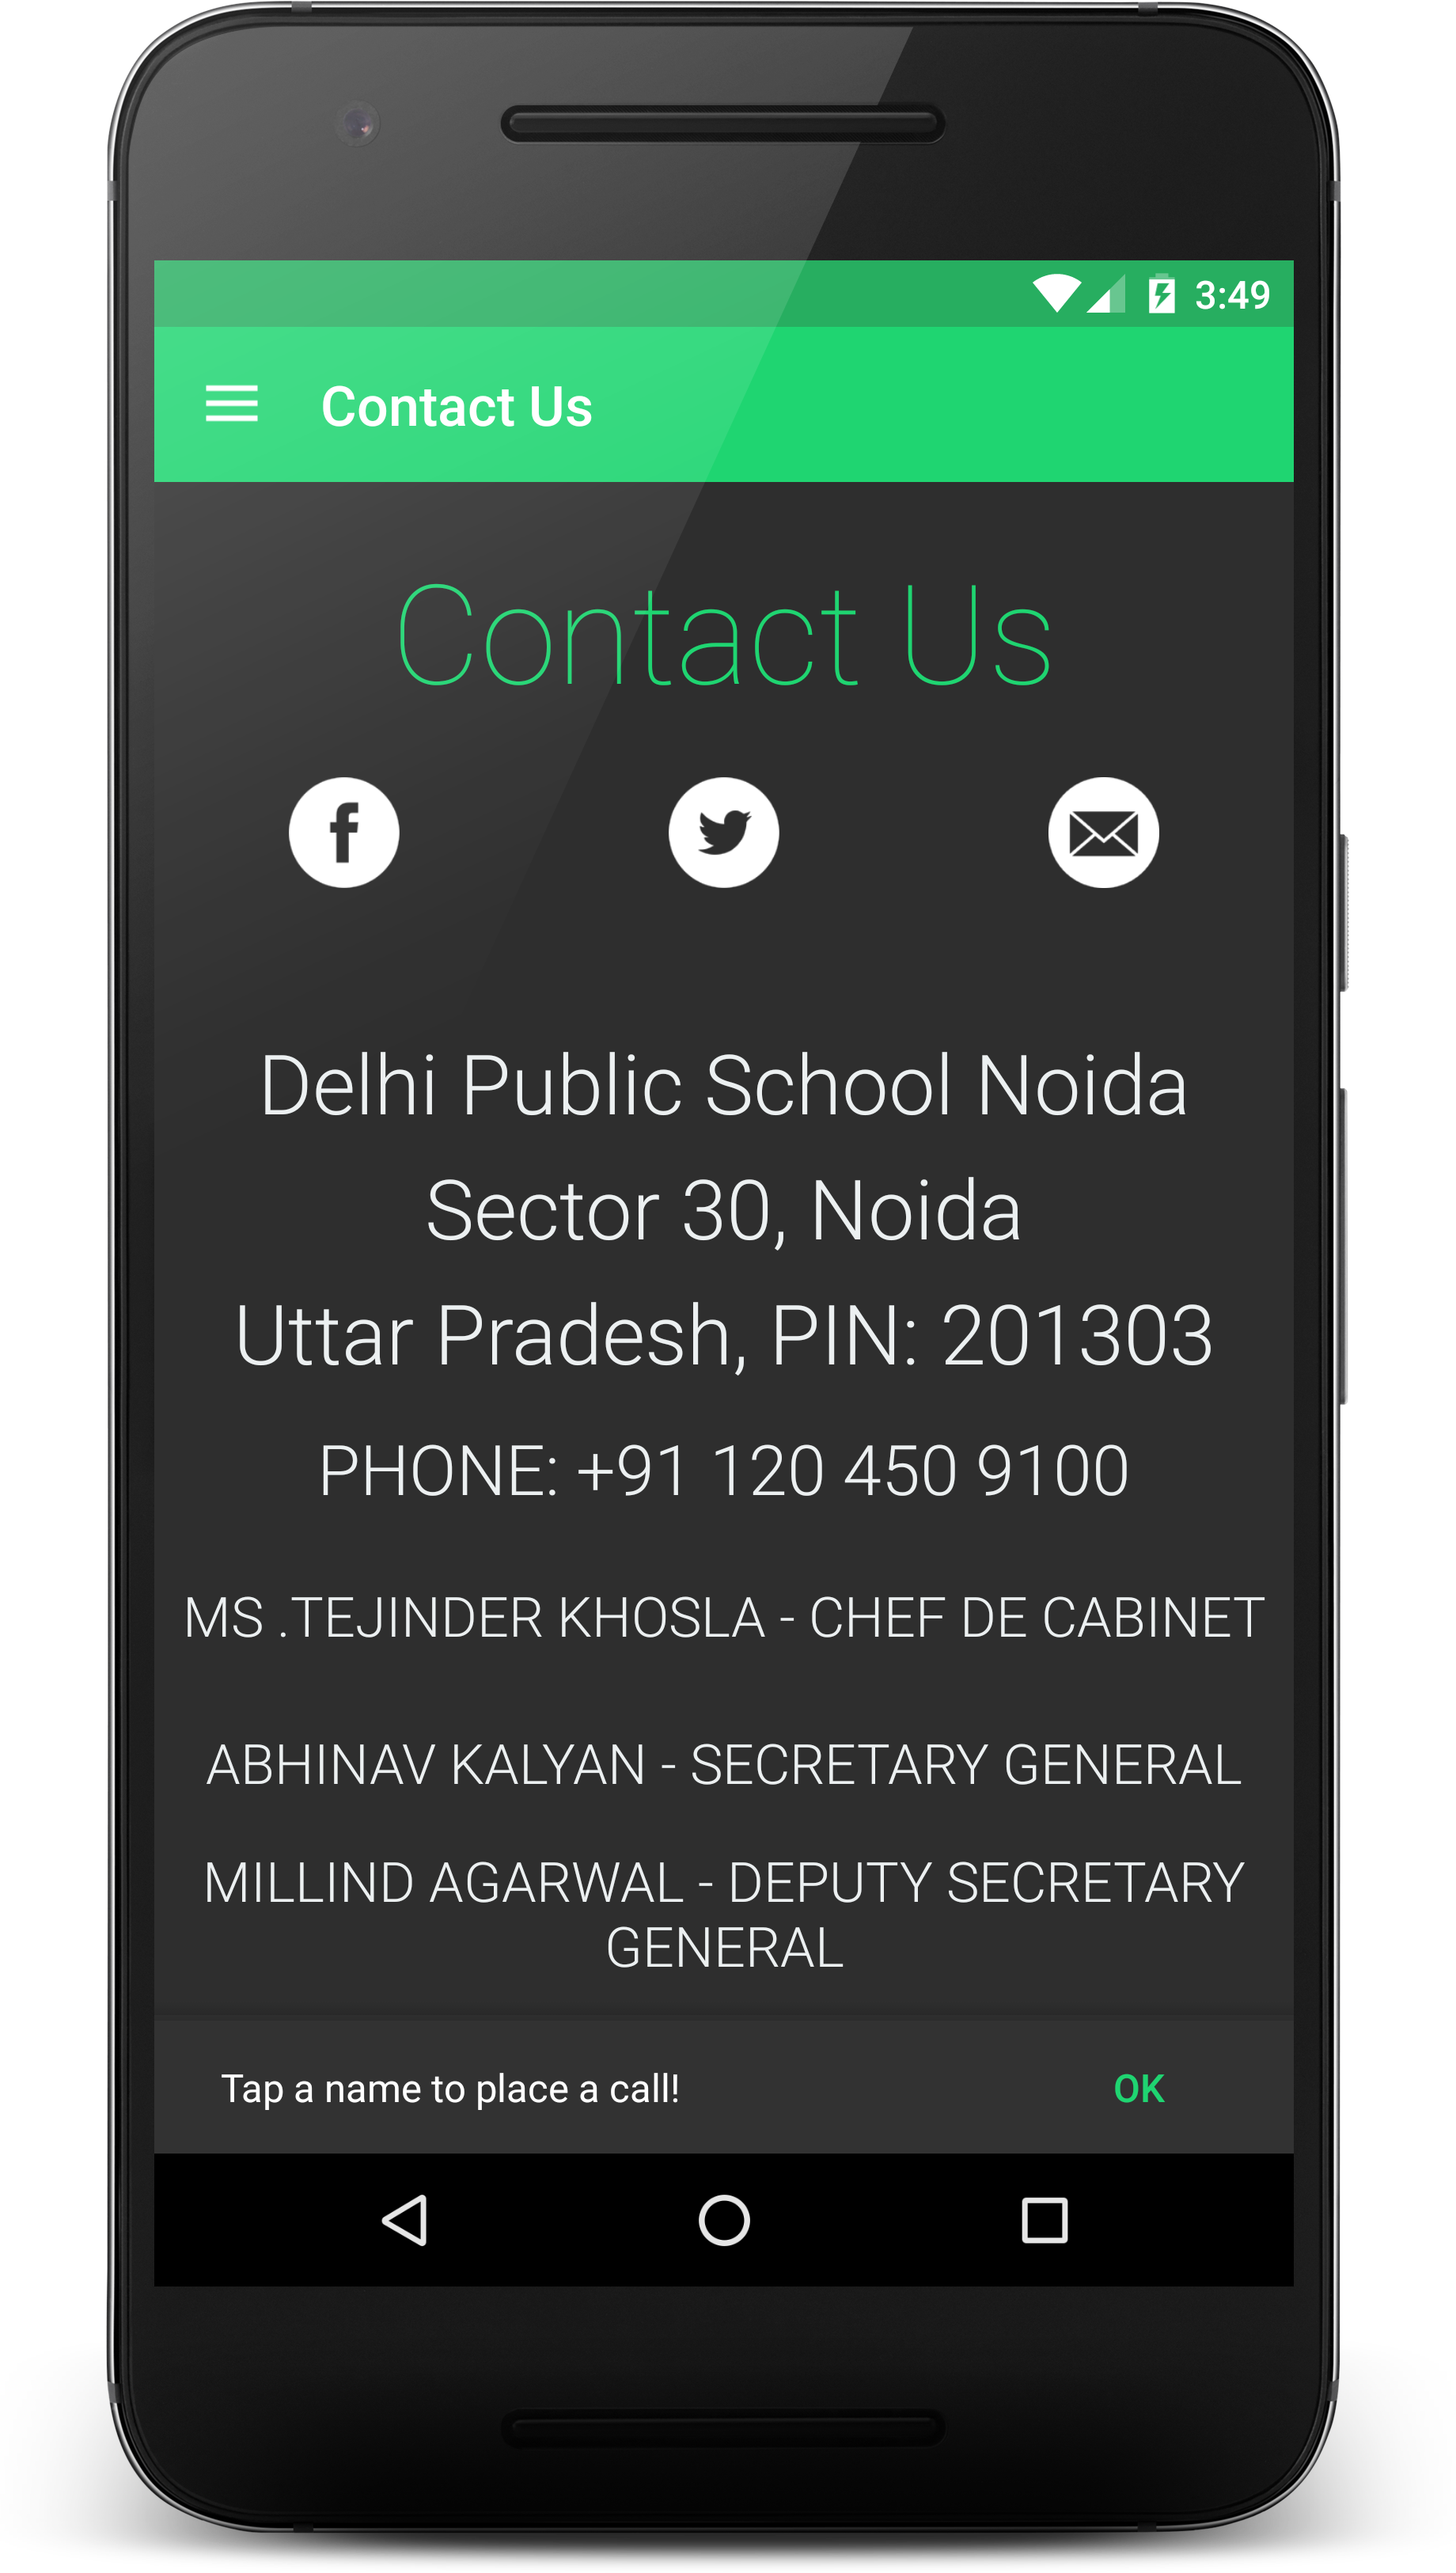 3:49
Contact Us
Contact Us
Delhi Public School Noida
Sector 30, Noida
Uttar Pradesh, PIN: 201303
PHONE: +91 120 450 9100
MS .TEJINDER KHOSLA - CHEF DE CABINET
ABHINAV KALYAN - SECRETARY GENERAL
MILLIND AGARWAL - DEPUTY SECRETARY
GENERAL
Tap a name to place a call! OK